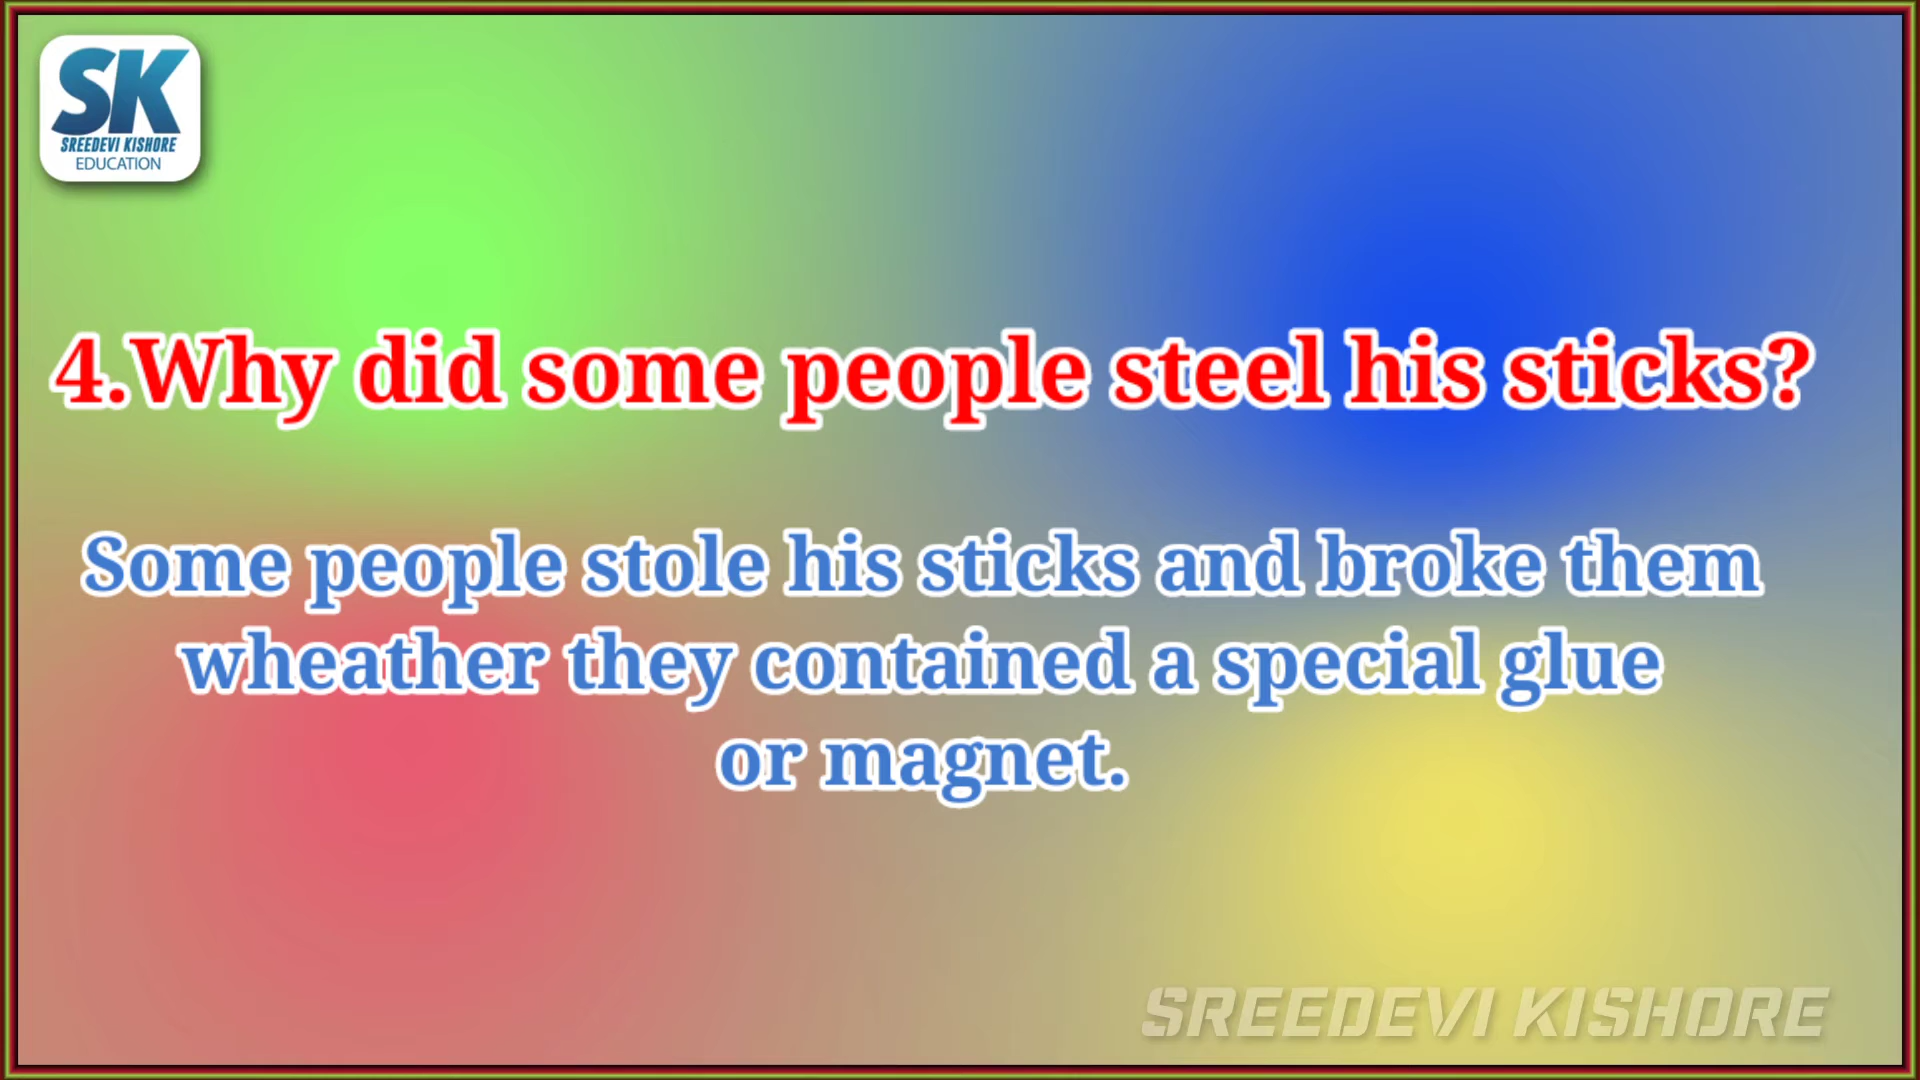 SK
SREEDEVI KISHORE
EDUCATION
4.Why did some people steel his sticks?
Some people stole his sticks and broke them
wheather they contained a special glue
or magnet.
SREEDEVI KISHORE